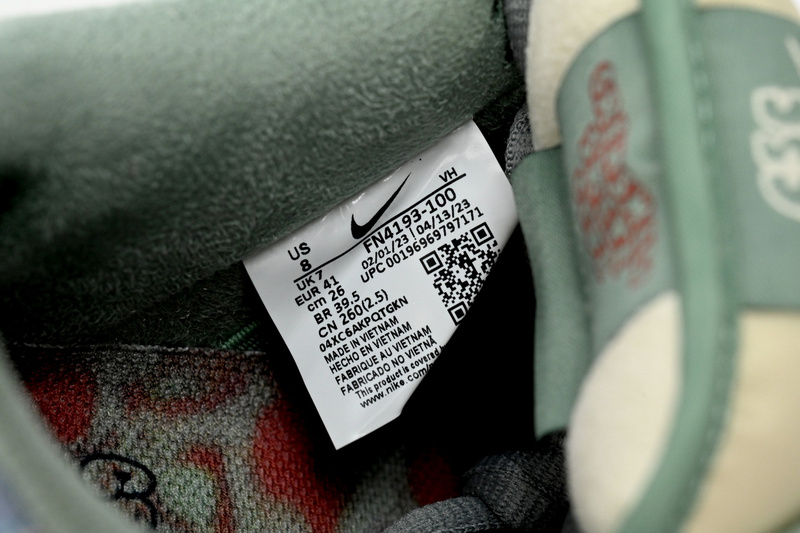 VH
FN4193-100
US
8
02/01/23 | 04/13/23
UPC 00196969797171
UK 7
EUR 41
cm 26
BR 39.5
CN 260(2.5)
04XC6AKPQTGKN
MADE IN VIETNAM
HECHO EN VIETNAM
FABRIQUE AU VIETNAM
FABRICADO NO VIETNÃ
This product is covered
www.nike.com/